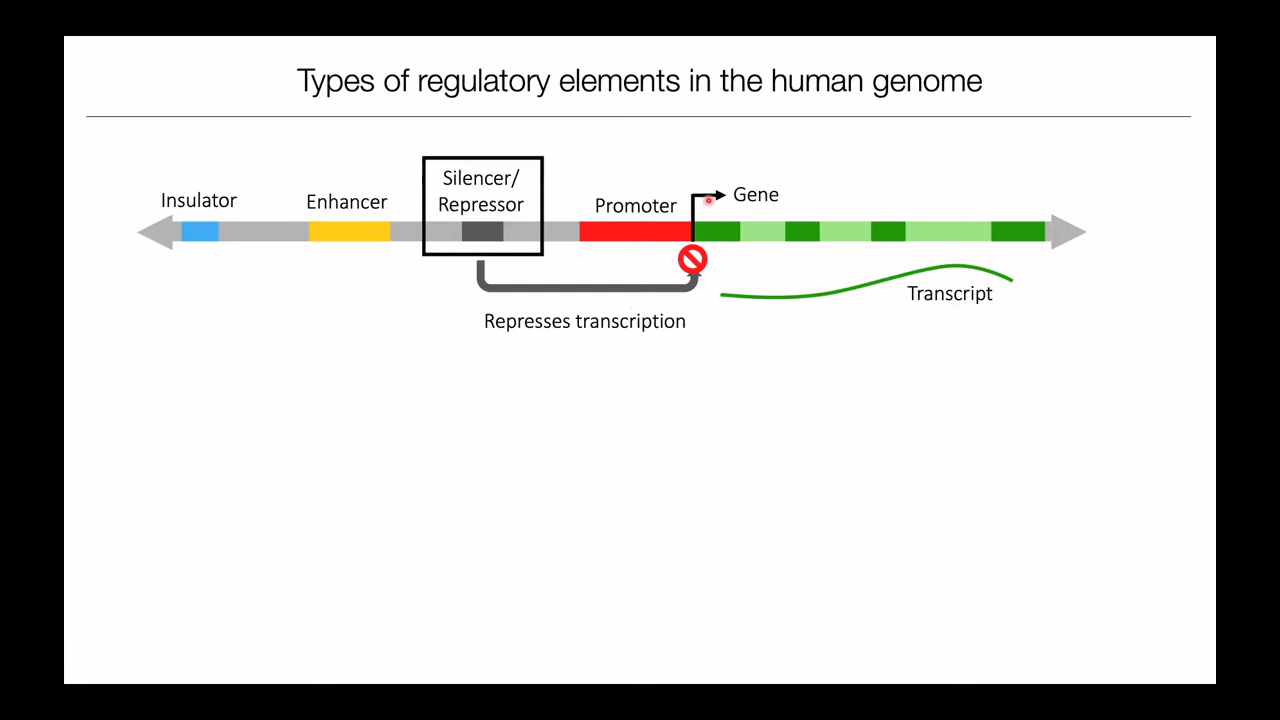 Types of regulatory elements in the human genome
Insulator
Enhancer
Silencer/
Repressor
Promoter
Gene
Transcript
Represses transcription